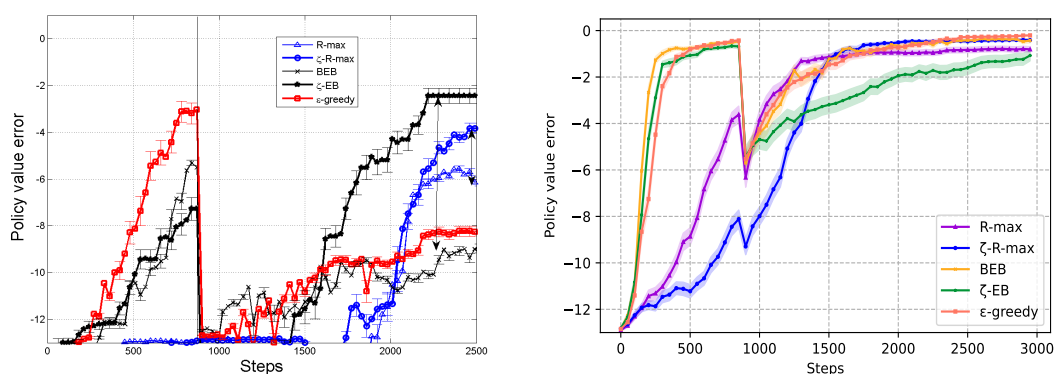 0
-2
-4
-6
-8
-10
-12
Policy value error
0
500
1000
1500
2000
2500
Steps
R-max
ζ-R-max
BEB
ζ-EB
ε-greedy
0
−2
−4
−6
−8
−10
−12
Policy value error
0
500
1000
1500
2000
2500
3000
Steps
R-max
ζ-R-max
BEB
ζ-EB
ε-greedy